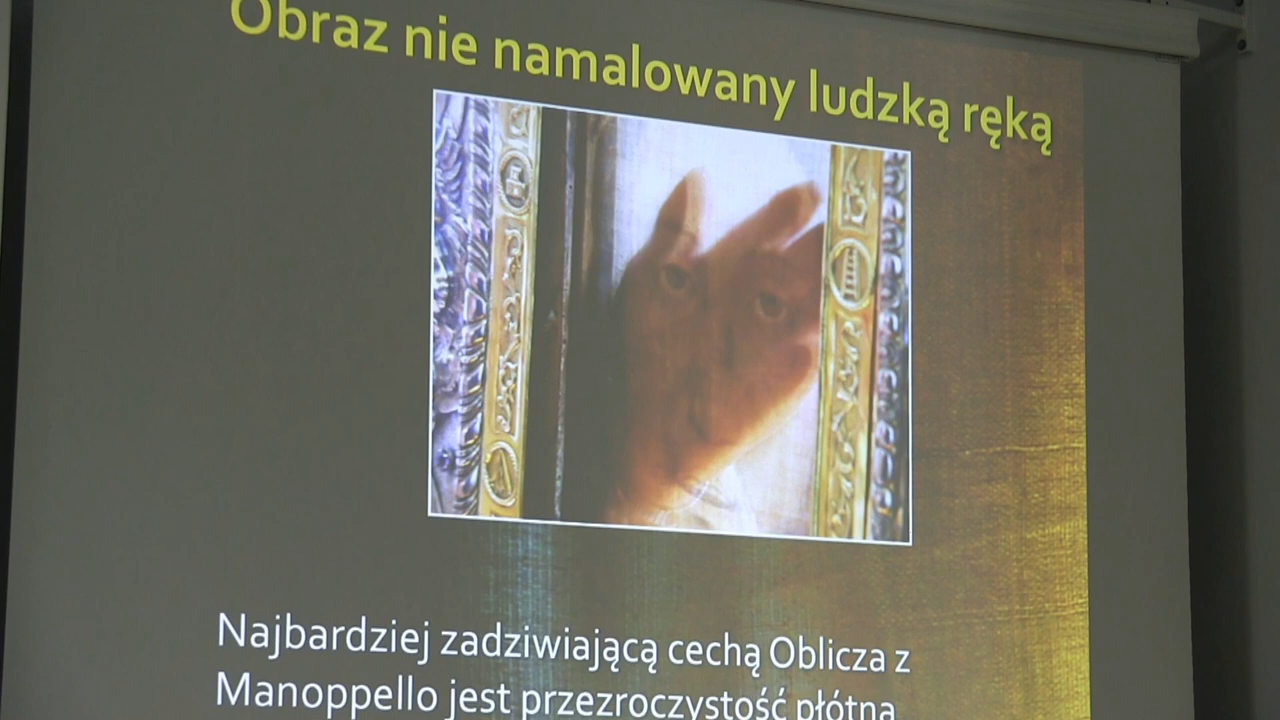 Obraz nie namalowany ludzką ręką
Najbardziej zadziwiającą cechą Oblicza z
Manoppello jest przezroczystość płótna